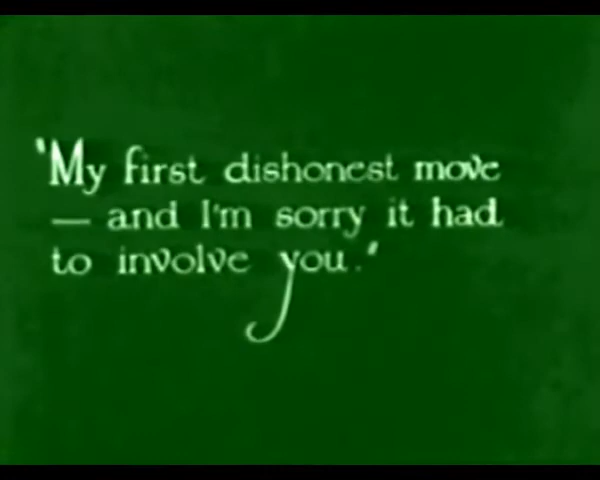 "My first dishonest move
— and I'm sorry it had
to involve you."